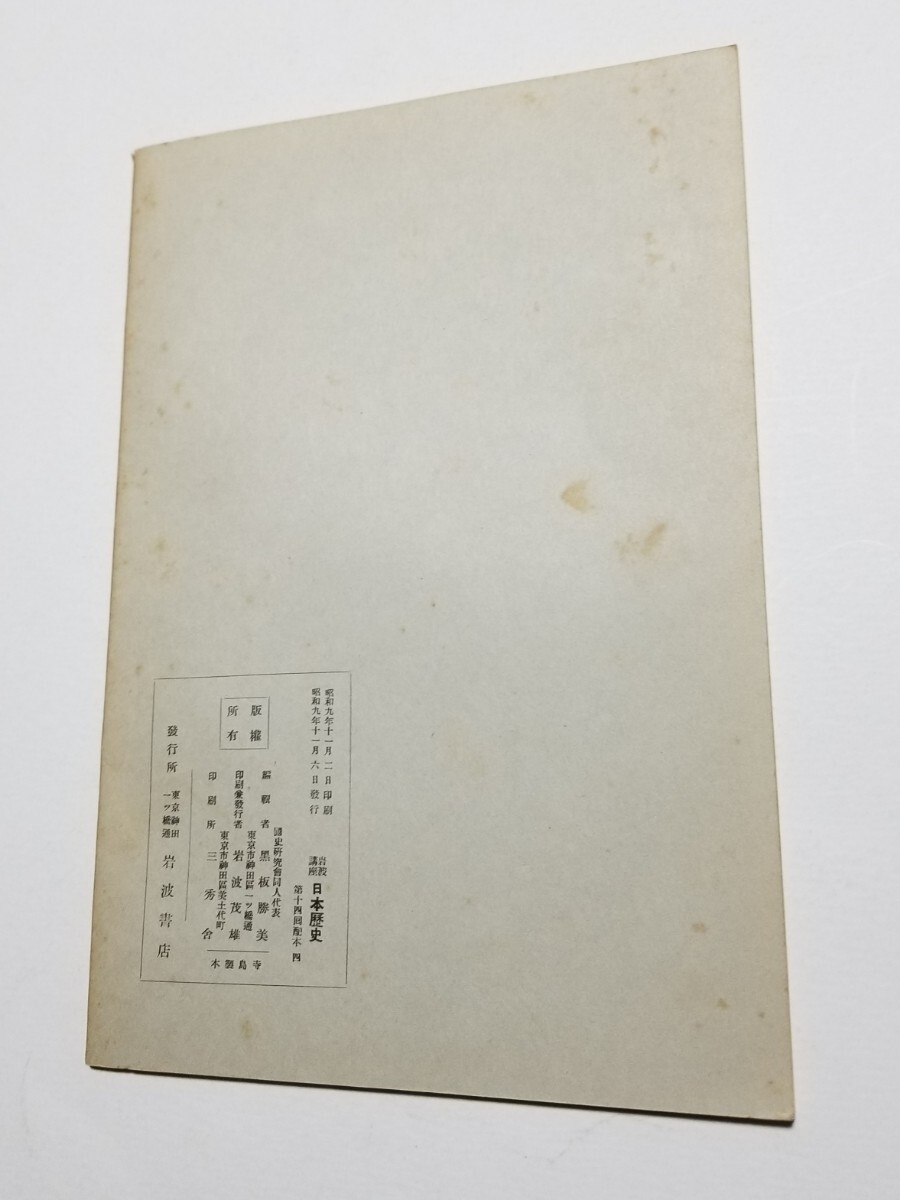 昭和九年十一月二日印刷
昭和九年十一月六日發行
岩波講座 日本歴史
第十四回配本 四
版權所有
國史研究會同人代表
編輯者 黒板勝美
東京市神田區一ツ橋通
印刷兼發行者 岩波茂雄
東京市神田區美土代町
印刷所 三秀舍
寺島製本
發行所 東京神田一ツ橋通 岩波書店